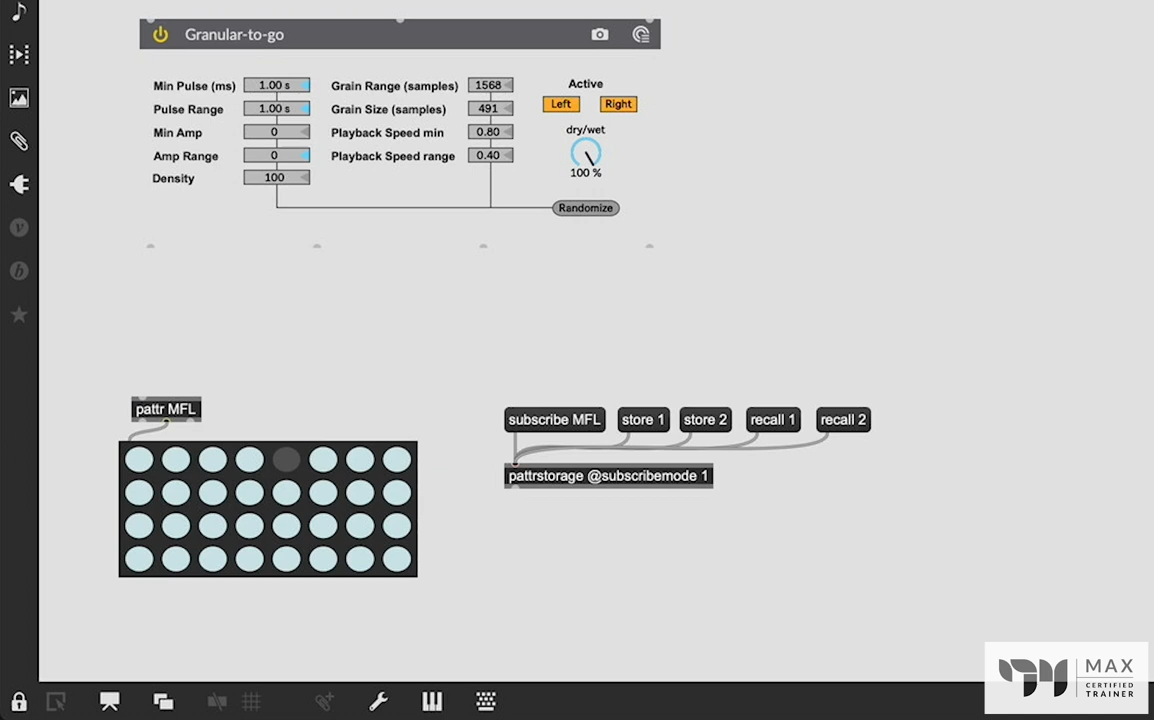 Granular-to-go
Min Pulse (ms) 1.00 s Grain Range (samples) 1568 Active
Pulse Range 1.00 s Grain Size (samples) 491 Left Right
Min Amp 0 Playback Speed min 0.80 dry/wet
Amp Range 0 Playback Speed range 0.40
100 %
Density 100
Randomize
pattr MFL
subscribe MFL store 1 store 2 recall 1 recall 2
pattrstorage @subscribemode 1
v
b
MAX
CERTIFIED
TRAINER